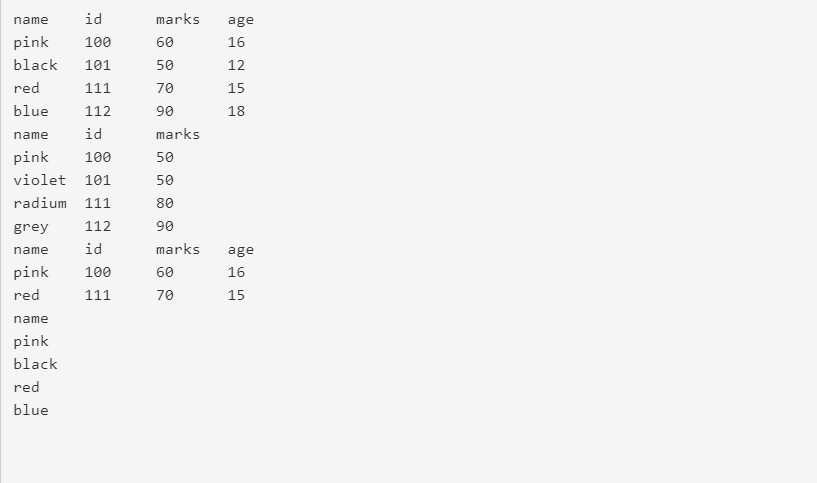 name id marks age
pink 100 60 16
black 101 50 12
red 111 70 15
blue 112 90 18
name id marks
pink 100 50
violet 101 50
radium 111 80
grey 112 90
name id marks age
pink 100 60 16
red 111 70 15
name
pink
black
red
blue